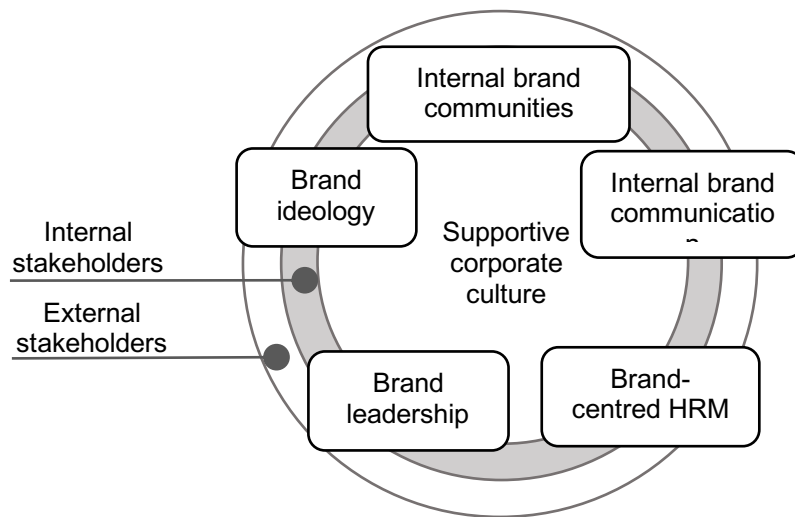 Internal brand
communities
Brand
ideology
Internal brand
communicatio
n
Internal
stakeholders
Supportive
corporate
culture
External
stakeholders
Brand
leadership
Brand-
centred HRM